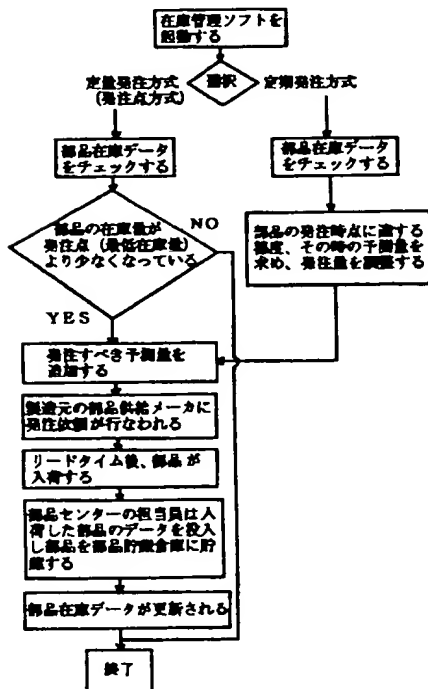 在庫管理ソフトを
起動する
選択
定量発注方式
(発注点方式)
定期発注方式
部品在庫データ
をチェックする
部品在庫データ
をチェックする
部品の在庫量が
発注点(最低在庫量)
より少なくなっている
NO
YES
部品の発注時点に達する
都度、その時の予測量を
求め、発注量を調整する
発注すべき予測量を
追加する
製造元の部品供給メーカに
発注依頼が行なわれる
リードタイム後、部品が
入荷する
部品センターの担当員は入
荷した部品のデータを投入
し部品を部品貯蔵倉庫に貯
蔵する
部品在庫データが更新される
終了